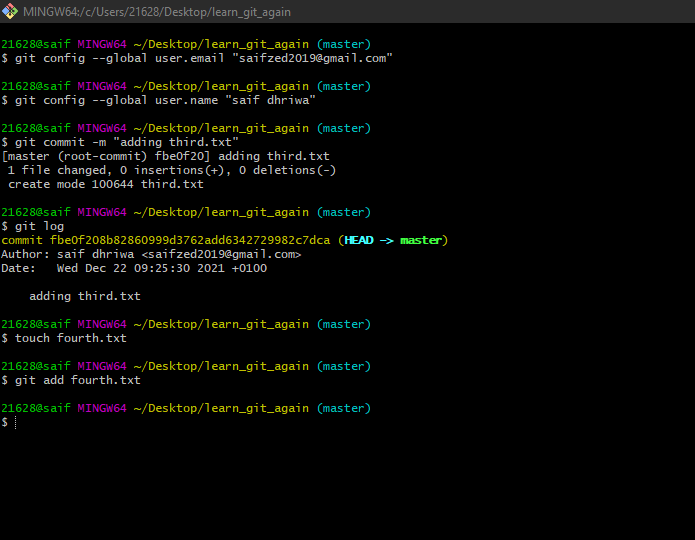 MINGW64:/c/Users/21628/Desktop/learn_git_again
21628@saif MINGW64 ~/Desktop/learn_git_again (master)
$ git config --global user.email "saifzed2019@gmail.com"
21628@saif MINGW64 ~/Desktop/learn_git_again (master)
$ git config --global user.name "saif dhriwa"
21628@saif MINGW64 ~/Desktop/learn_git_again (master)
$ git commit -m "adding third.txt"
[master (root-commit) fbe0f20] adding third.txt
 1 file changed, 0 insertions(+), 0 deletions(-)
 create mode 100644 third.txt
21628@saif MINGW64 ~/Desktop/learn_git_again (master)
$ git log
commit fbe0f208b82860999d3762add6342729982c7dca (HEAD -> master)
Author: saif dhriwa <saifzed2019@gmail.com>
Date:   Wed Dec 22 09:25:30 2021 +0100
    adding third.txt
21628@saif MINGW64 ~/Desktop/learn_git_again (master)
$ touch fourth.txt
21628@saif MINGW64 ~/Desktop/learn_git_again (master)
$ git add fourth.txt
21628@saif MINGW64 ~/Desktop/learn_git_again (master)
$